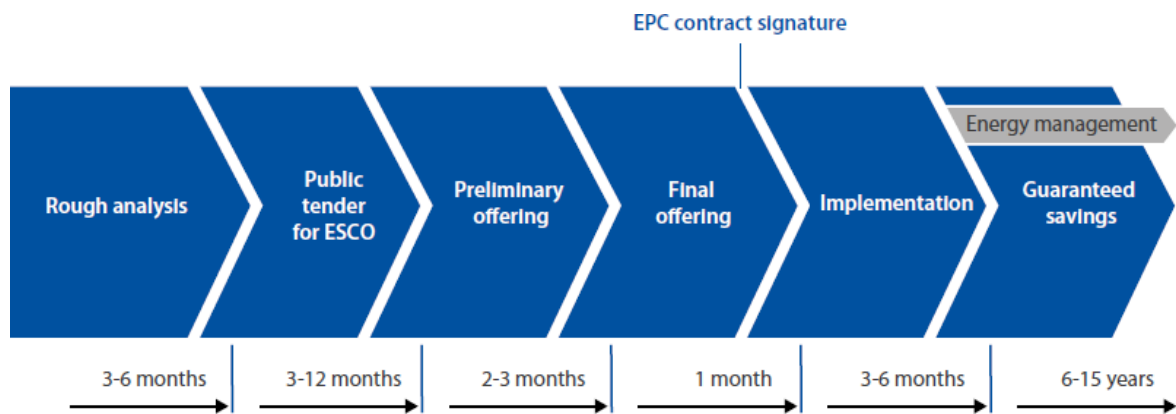 EPC contract signature
Energy management
Rough analysis
Public
tender
for ESCO
Preliminary
offering
Final
offering
Implementation
Guaranteed
savings
3-6 months
3-12 months
2-3 months
1 month
3-6 months
6-15 years